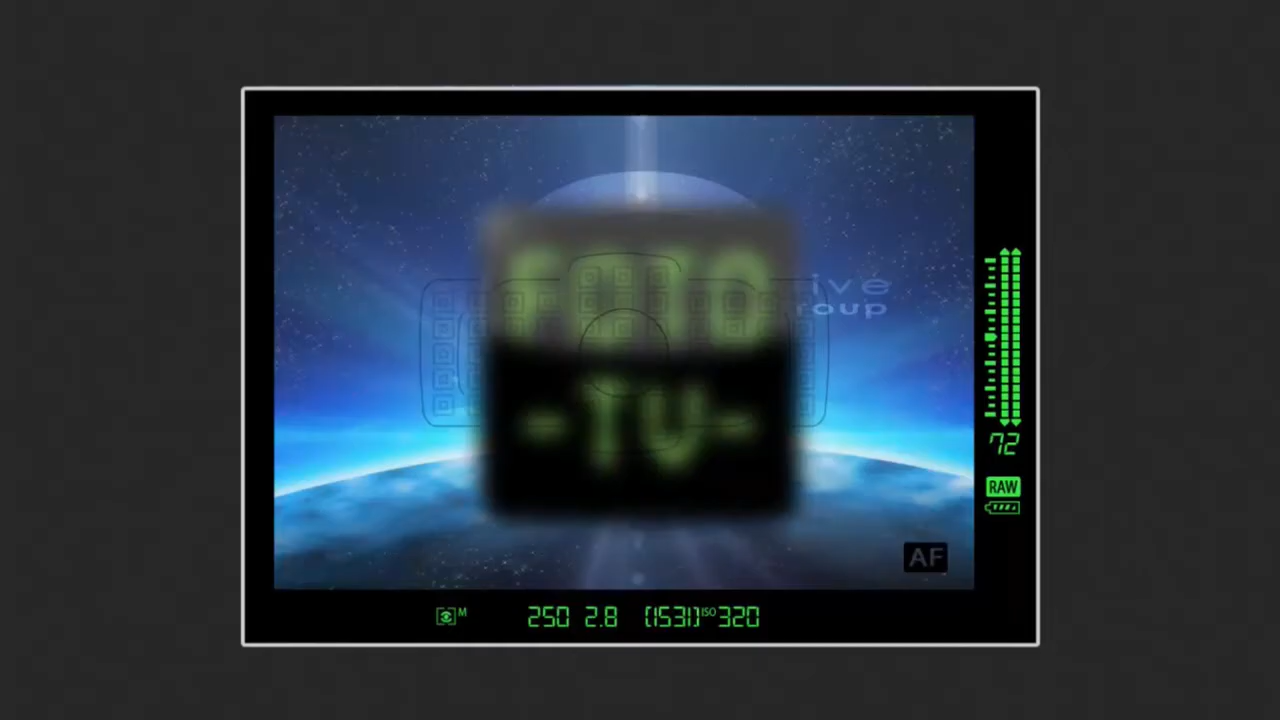 FOTO
ive
roup
-TV-
72
RAW
AF
M 250 2.8 [1531] ISO 320